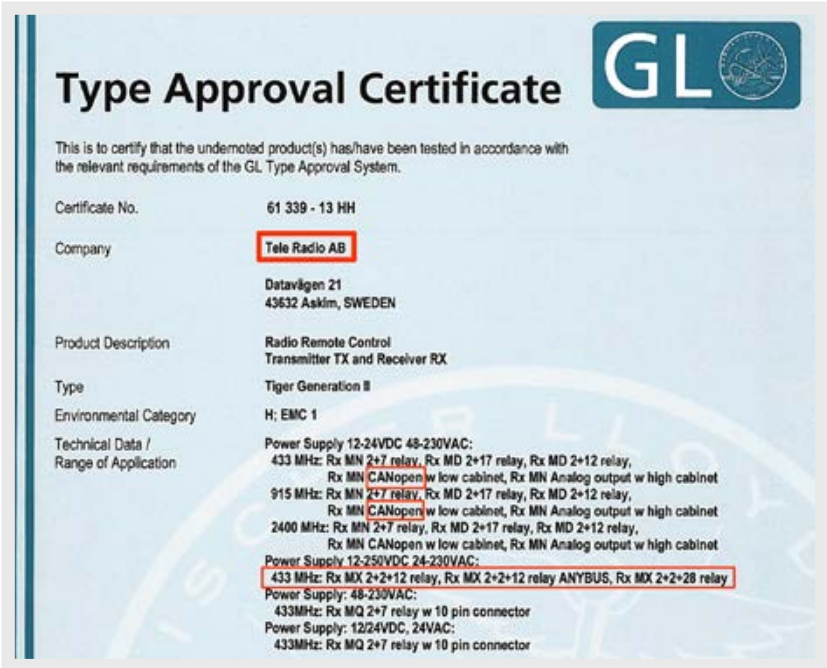 GL
Type Approval Certificate
This is to certify that the undernoted product(s) has/have been tested in accordance with
the relevant requirements of the GL Type Approval System.
Certificate No. 61 339 - 13 HH
Company Tele Radio AB
Datavägen 21
43632 Askim, SWEDEN
Product Description Radio Remote Control
Transmitter TX and Receiver RX
Type Tiger Generation II
Environmental Category H; EMC 1
Technical Data / Power Supply 12-24VDC 48-230VAC:
Range of Application 433 MHz: Rx MN 2+7 relay, Rx MD 2+17 relay, Rx MD 2+12 relay,
Rx MN CANopen w low cabinet, Rx MN Analog output w high cabinet
915 MHz: Rx MN 2+7 relay, Rx MD 2+17 relay, Rx MD 2+12 relay,
Rx MN CANopen w low cabinet, Rx MN Analog output w high cabinet
2400 MHz: Rx MN 2+7 relay, Rx MD 2+17 relay, Rx MD 2+12 relay,
Rx MN CANopen w low cabinet, Rx MN Analog output w high cabinet
Power Supply 12-250VDC 24-230VAC:
433 MHz: Rx MX 2+2+12 relay, Rx MX 2+2+12 relay ANYBUS, Rx MX 2+2+28 relay
Power Supply: 48-230VAC:
433MHz: Rx MQ 2+7 relay w 10 pin connector
Power Supply: 12/24VDC, 24VAC:
433MHz: Rx MQ 2+7 relay w 10 pin connector